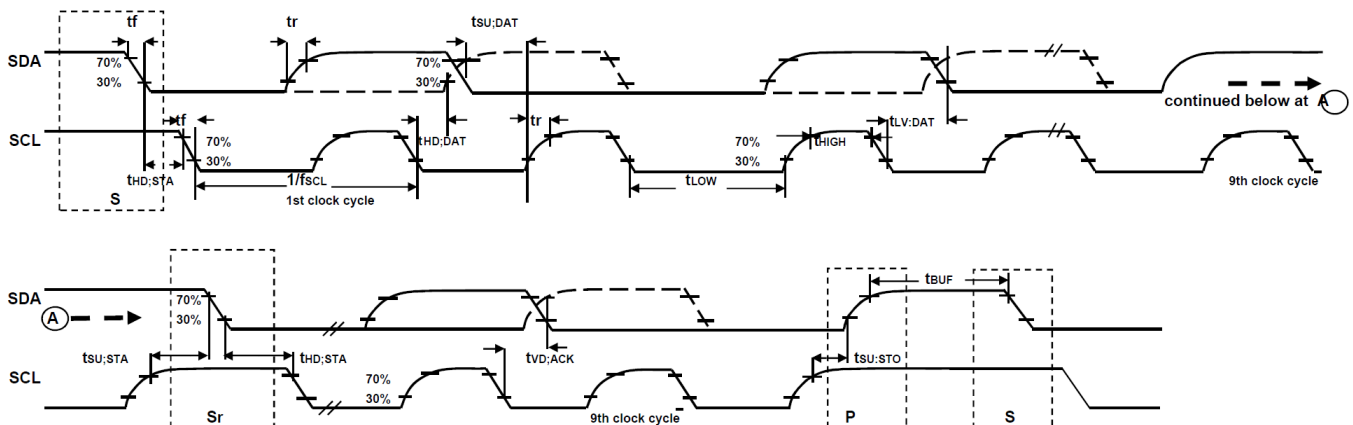 tf tr tSU;DAT
SDA 70% 30% 70% 30%
continued below at A
SCL tf 70% 30% tHD;DAT tr 70% 30% tHIGH tLV:DAT
tHD;STA 1/fSCL tLOW
S 1st clock cycle 9th clock cycle
SDA 70% 30% tBUF
A
tSU;STA tHD;STA tVD;ACK tSU:STO
SCL 70% 30%
Sr 9th clock cycle P S